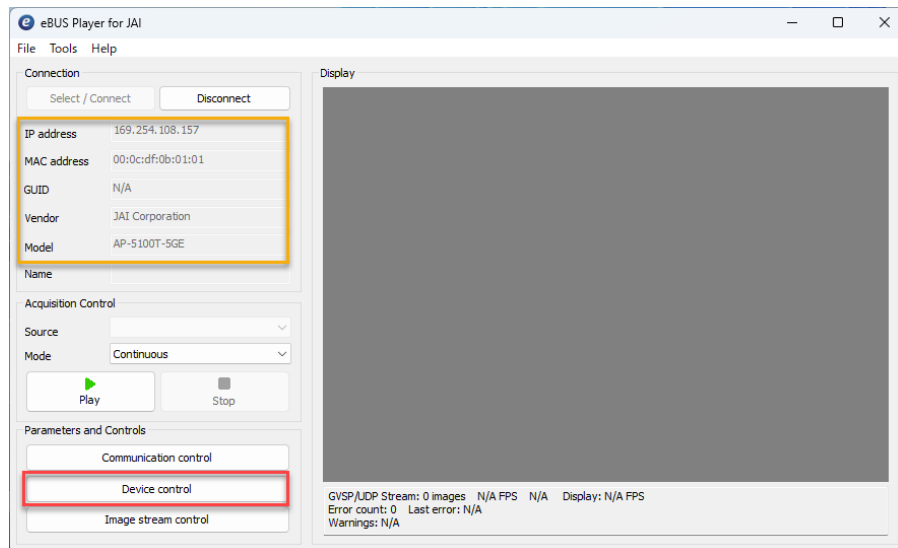 eBUS Player for JAI
File Tools Help
Connection
Select / Connect Disconnect
IP address 169.254.108.157
MAC address 00:0c:df:0b:01:01
GUID N/A
Vendor JAI Corporation
Model AP-5100T-5GE
Name
Acquisition Control
Source
Mode Continuous
Play Stop
Parameters and Controls
Communication control
Device control
Image stream control
Display
GVSP/UDP Stream: 0 images N/A FPS N/A Display: N/A FPS
Error count: 0 Last error: N/A
Warnings: N/A